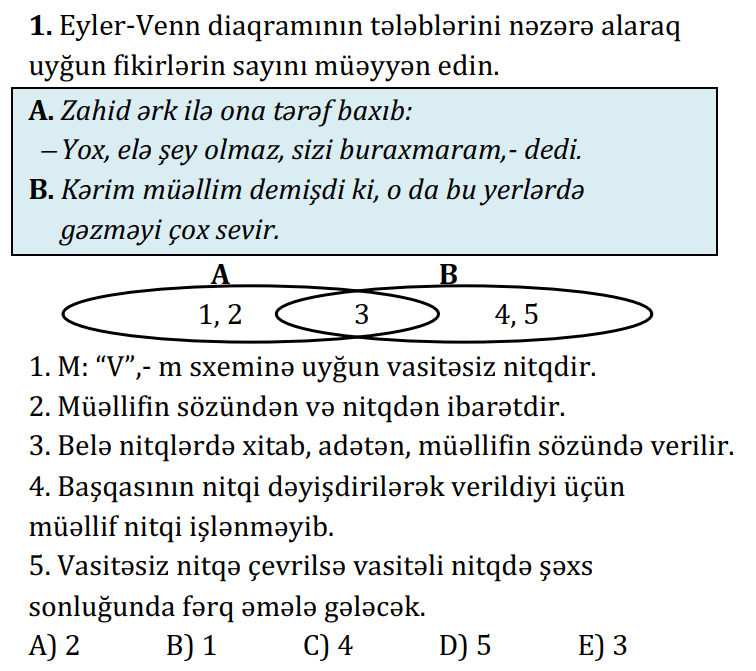 1. Eyler-Venn diaqramının tələblərini nəzərə alaraq
uyğun fikirlərin sayını müəyyən edin.
A. Zahid ərk ilə ona tərəf baxıb:
–Yox, elə şey olmaz, sizi buraxmaram,- dedi.
B. Kərim müəllim demişdi ki, o da bu yerlərdə
gəzməyi çox sevir.
A B
1, 2 3 4, 5
1. M: “V”,- m sxeminə uyğun vasitəsiz nitqdir.
2. Müəllifin sözündən və nitqdən ibarətdir.
3. Belə nitqlərdə xitab, adətən, müəllifin sözündə verilir.
4. Başqasının nitqi dəyişdirilərək verildiyi üçün
müəllif nitqi işlənməyib.
5. Vasitəsiz nitqə çevrilsə vasitəli nitqdə şəxs
sonluğunda fərq əmələ gələcək.
A) 2 B) 1 C) 4 D) 5 E) 3